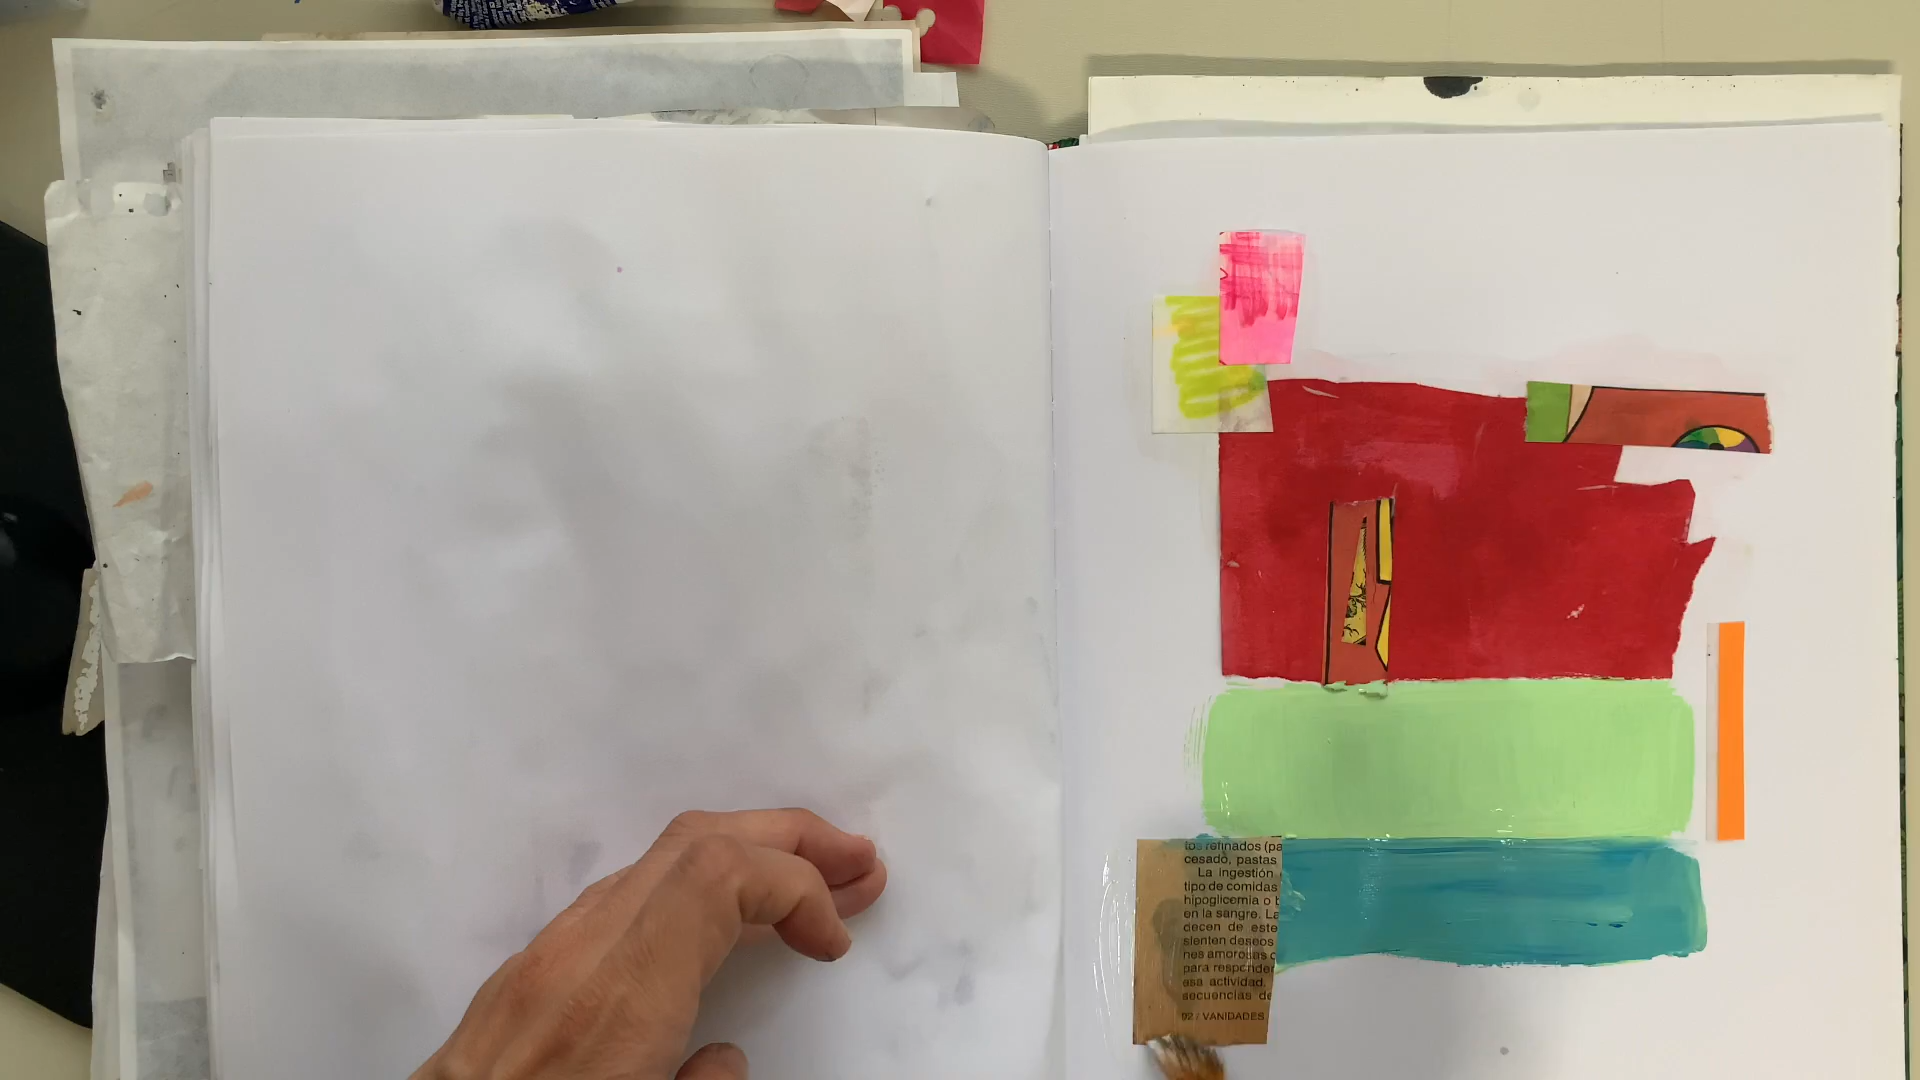 tos refinados (pa
cesado, pastas
La ingestión
tipo de comidas
hipoglicemia o b
en la sangre. La
decen de este
sienten deseos
nes amorosas o
para responder
esa actividad.
secuencias de
92 / VANIDADES